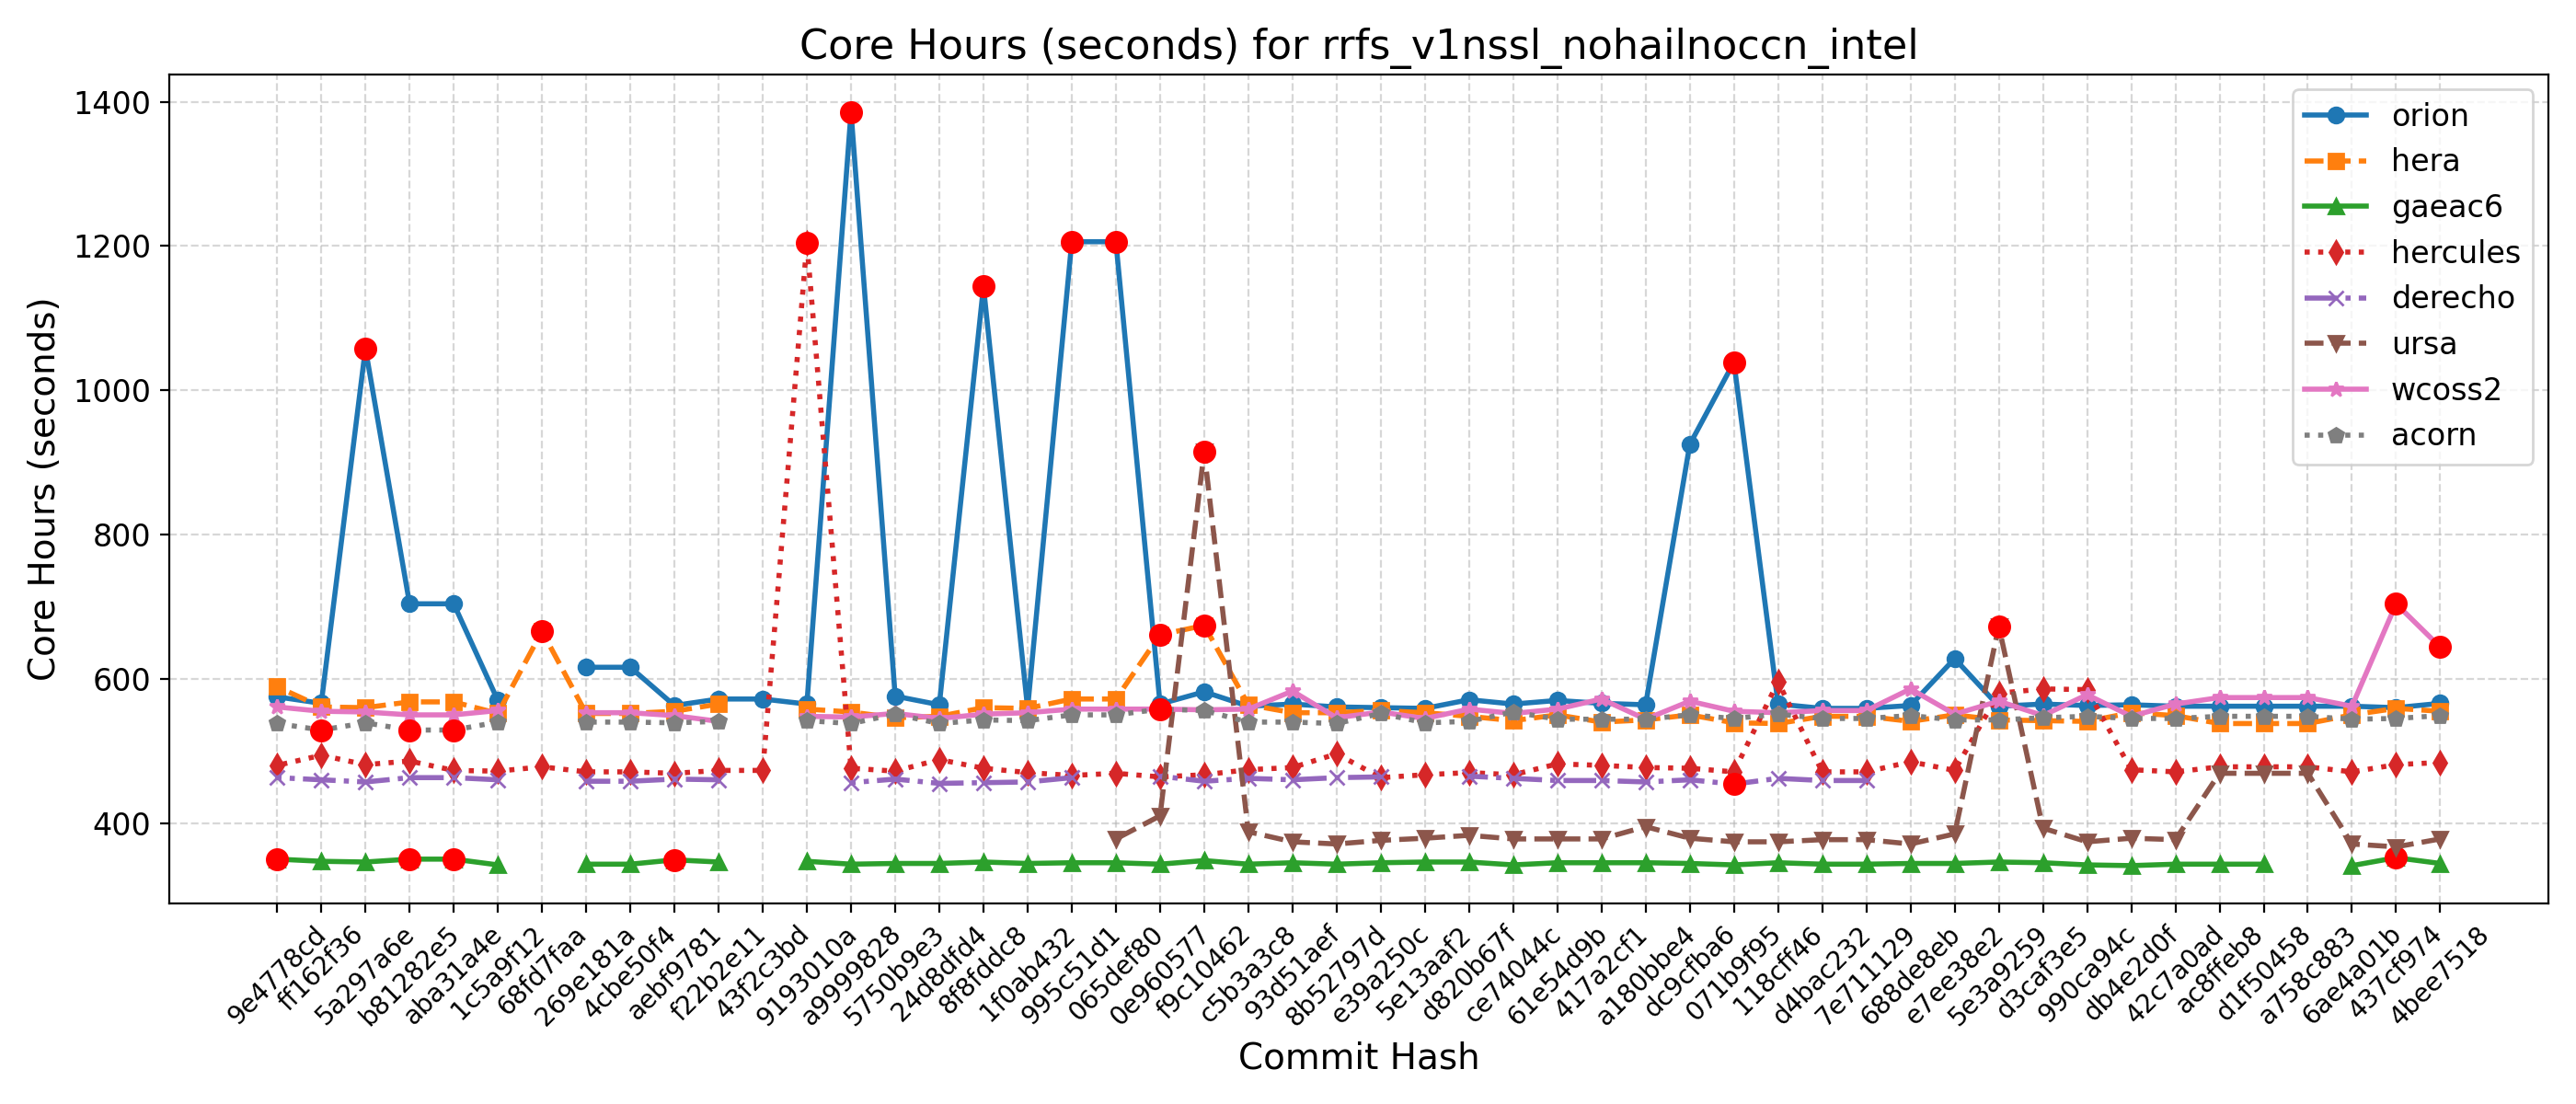 Core Hours (seconds) for rrfs_v1nssl_nohailnoccn_intel
Core Hours (seconds)
1400
1200
1000
800
600
400
orion
hera
gaeac6
hercules
derecho
ursa
wcoss2
acorn
9e4778cd
ff162f36
5a297a6e
b81282e5
aba31a4e
1c5a9f12
68fd7faa
269e181a
4cbe50f4
aebf9781
f22b2e11
43f2c3bd
9193010a
a9999828
5750b9e3
24d8dfd4
8f8fddc8
1f0ab432
995c51d1
065def80
0e960577
f9c10462
c5b3a3c8
93d51aef
8b52797d
e39a250c
5e13aaf2
d820b67f
ce74044c
61e54d9b
417a2cf1
a180bbe4
dc9cfba6
071b9f95
118cff46
d4bac232
7e711129
688de8eb
e7ee38e2
5e3a9259
d3caf3e5
990ca94c
db4e2d0f
42c7a0ad
ac8ffeb8
d1f50458
a758c883
6ae4a01b
437cf974
4bee7518
Commit Hash